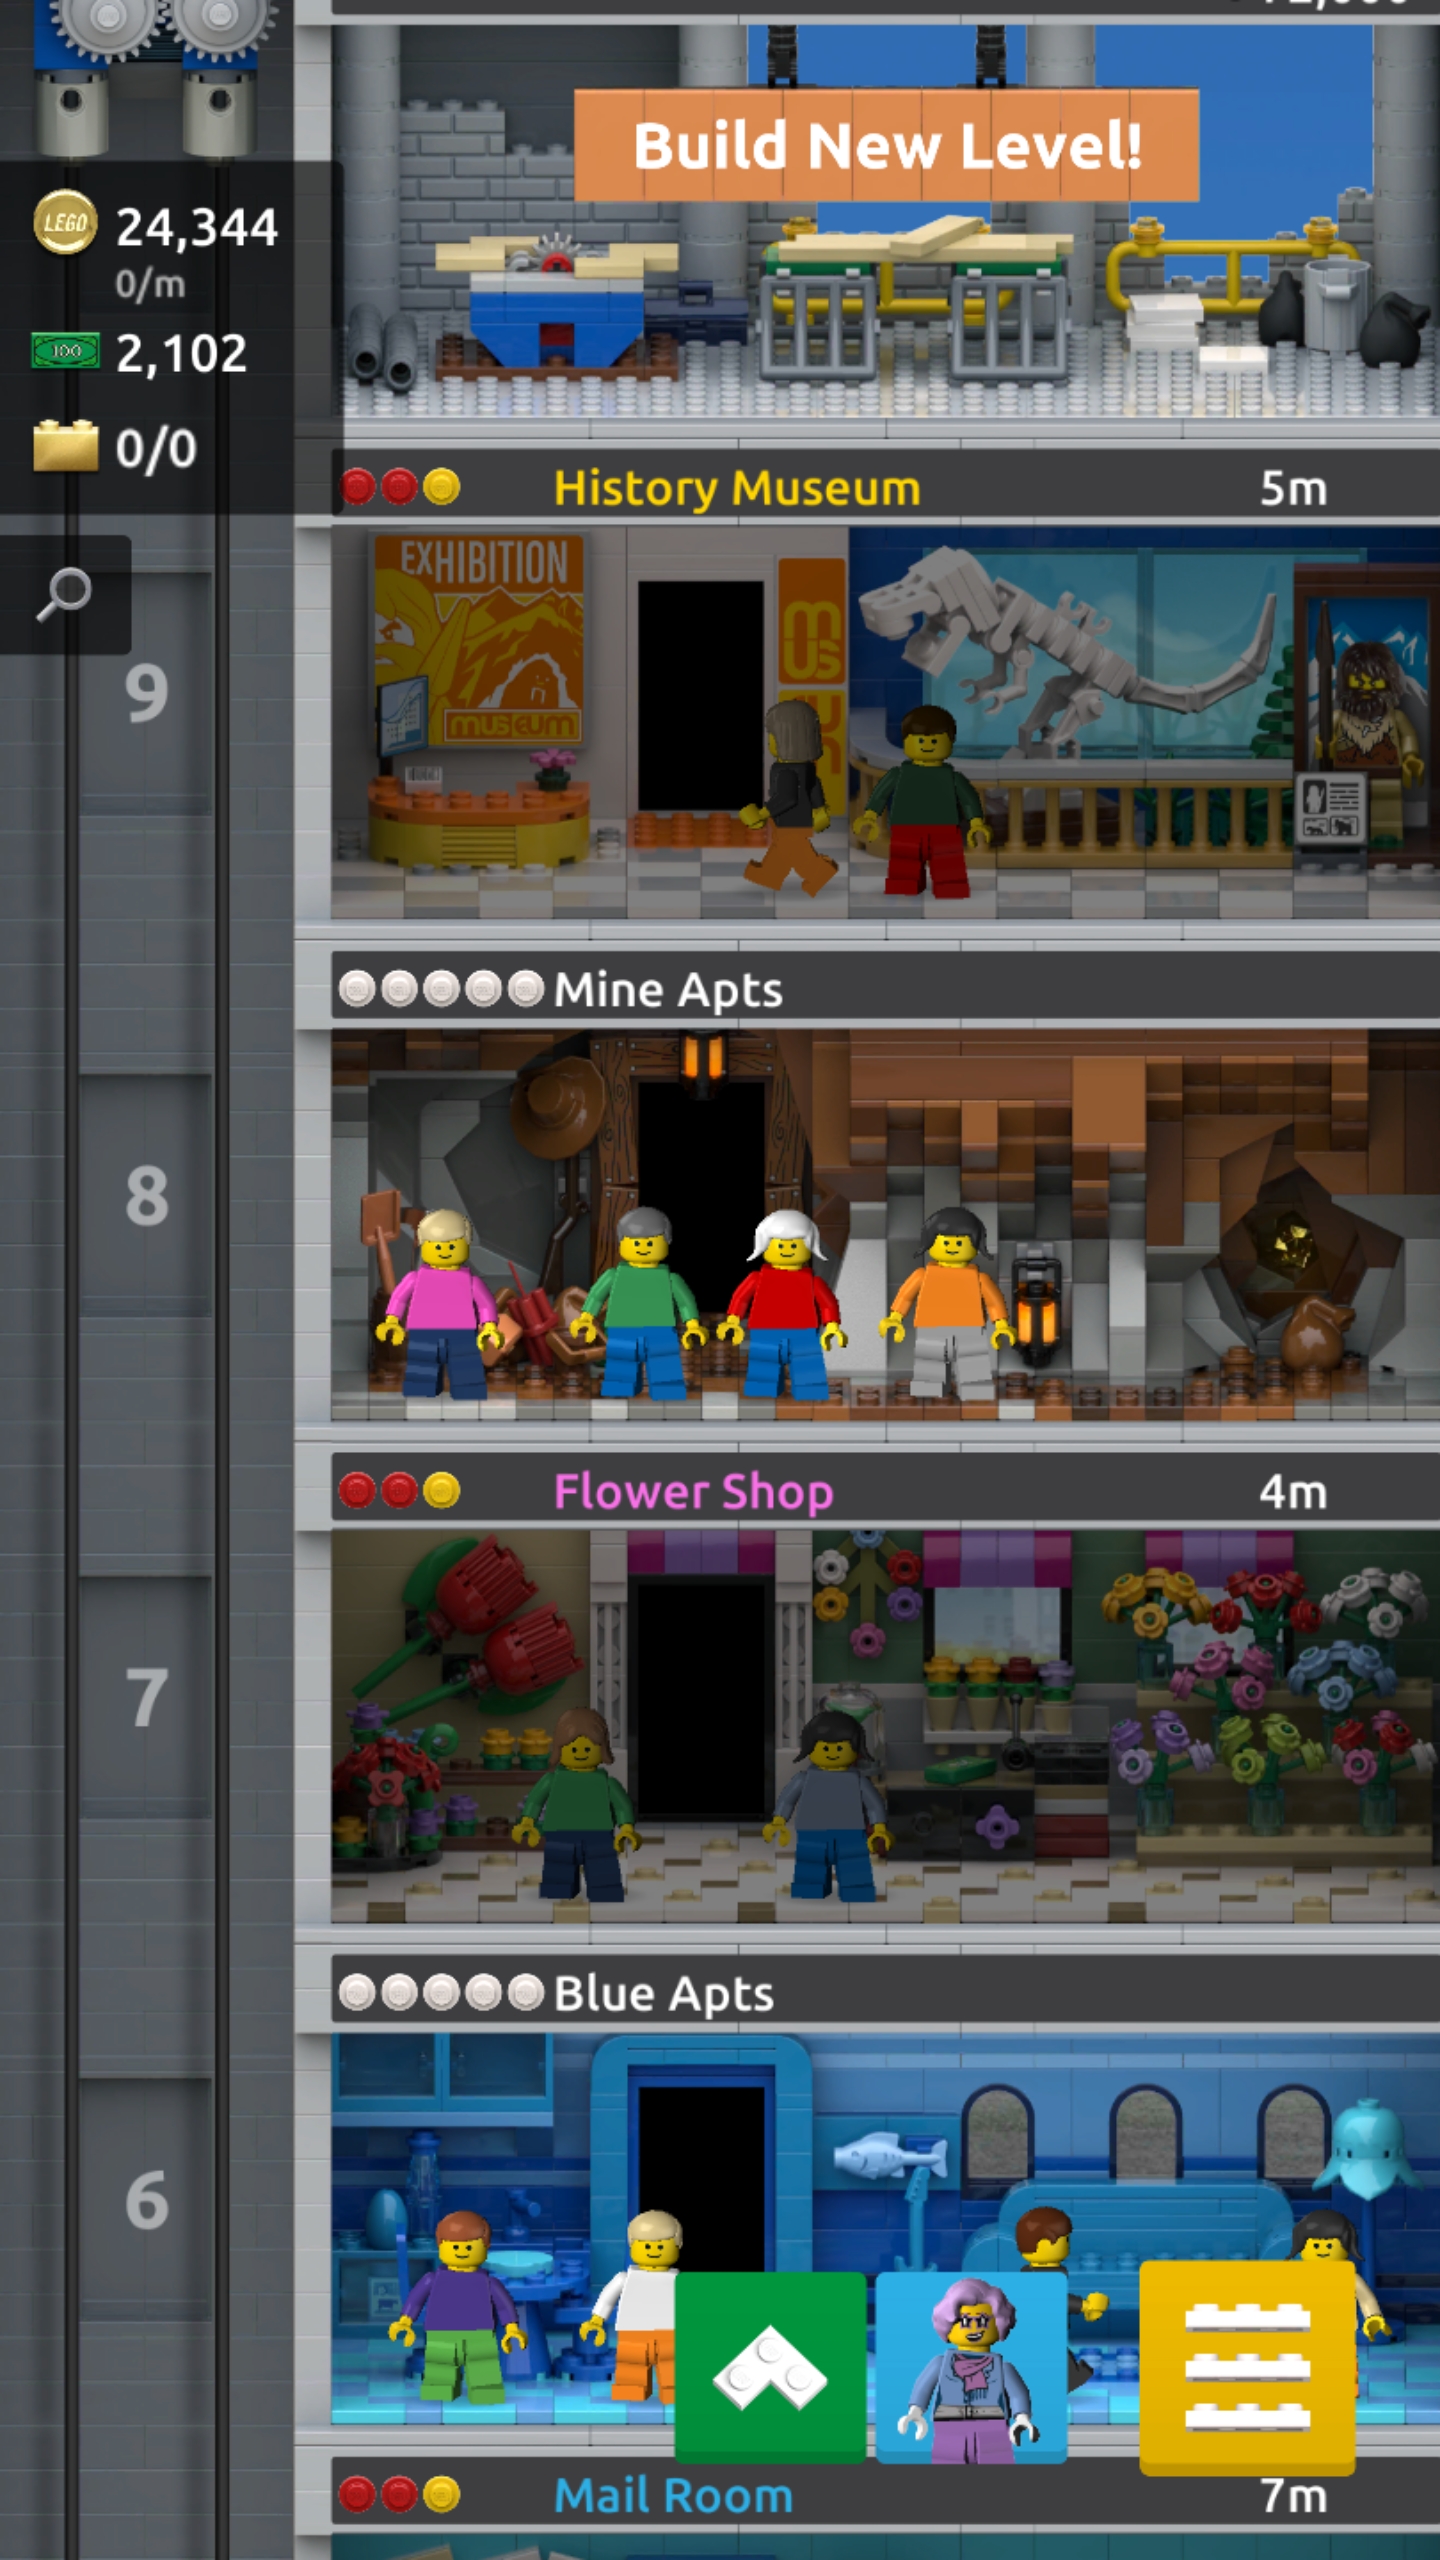 Build New Level!
LEGO 24,344
0/m
100 2,102
0/0
History Museum 5m
EXHIBITION
museum
9
Mine Apts
8
Flower Shop 4m
7
Blue Apts
6
Mail Room 7m